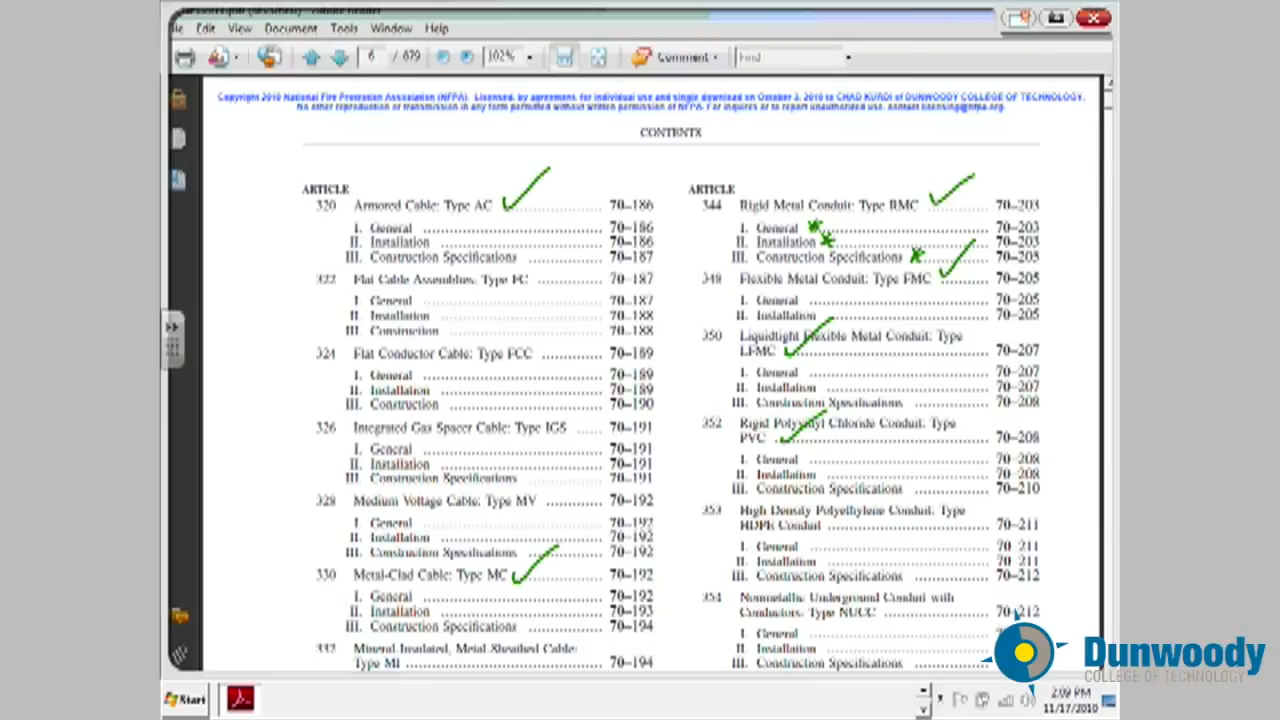 Edit View Document Tools Window Help
6 / 879 102% Comment Find
Copyright 2010 National Fire Protection Association (NFPA). Licensed, by agreement, for individual use and single download on October 3, 2010 to CHAD KURDI of DUNWOODY COLLEGE OF TECHNOLOGY.
No other reproduction or transmission in any form permitted without written permission of NFPA. For inquires or to report unauthorized use, contact licensing@nfpa.org.
CONTENTS
ARTICLE
320 Armored Cable: Type AC 70–186
I. General 70–186
II. Installation 70–186
III. Construction Specifications 70–187
322 Flat Cable Assemblies: Type FC 70–187
I. General 70–187
II. Installation 70–188
III. Construction 70–188
324 Flat Conductor Cable: Type FCC 70–189
I. General 70–189
II. Installation 70–189
III. Construction 70–190
326 Integrated Gas Spacer Cable: Type IGS 70–191
I. General 70–191
II. Installation 70–191
III. Construction Specifications 70–191
328 Medium Voltage Cable: Type MV 70–192
I. General 70–192
II. Installation 70–192
III. Construction Specifications 70–192
330 Metal-Clad Cable: Type MC 70–192
I. General 70–192
II. Installation 70–193
III. Construction Specifications 70–194
332 Mineral Insulated, Metal-Sheathed Cable:
Type MI 70–194
ARTICLE
344 Rigid Metal Conduit: Type RMC 70–203
I. General 70–203
II. Installation 70–203
III. Construction Specifications 70–205
348 Flexible Metal Conduit: Type FMC 70–205
I. General 70–205
II. Installation 70–205
350 Liquidtight Flexible Metal Conduit: Type
LFMC 70–207
I. General 70–207
II. Installation 70–207
III. Construction Specifications 70–208
352 Rigid Polyvinyl Chloride Conduit: Type
PVC 70–208
I. General 70–208
II. Installation 70–208
III. Construction Specifications 70–210
353 High Density Polyethylene Conduit: Type
HDPE Conduit 70–211
I. General 70–211
II. Installation 70–211
III. Construction Specifications 70–212
354 Nonmetallic Underground Conduit with
Conductors: Type NUCC 70–212
I. General
II. Installation
III. Construction Specifications
Dunwoody
COLLEGE OF TECHNOLOGY
Start
2:09 PM
11/17/2010